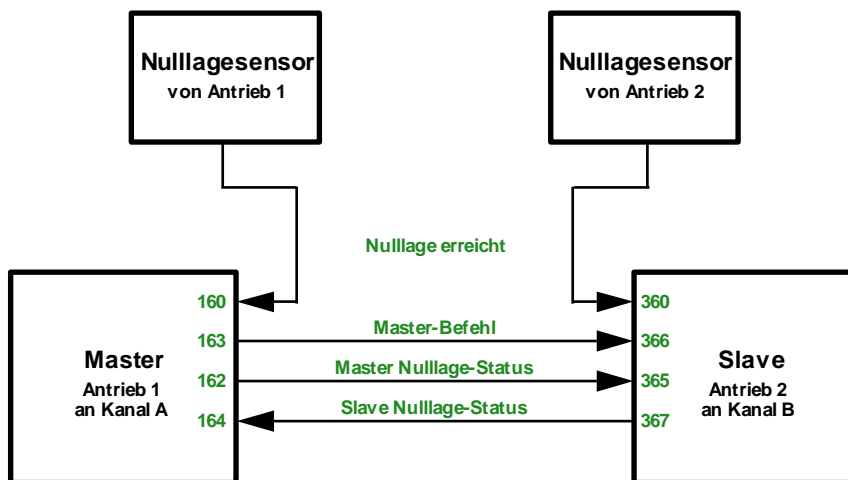 Nulllagesensor
von Antrieb 1
Nulllagesensor
von Antrieb 2
Nulllage erreicht
160
360
163
Master-Befehl
366
Master
Antrieb 1
an Kanal A
162
Master Nulllage-Status
365
Slave
Antrieb 2
an Kanal B
164
Slave Nulllage-Status
367